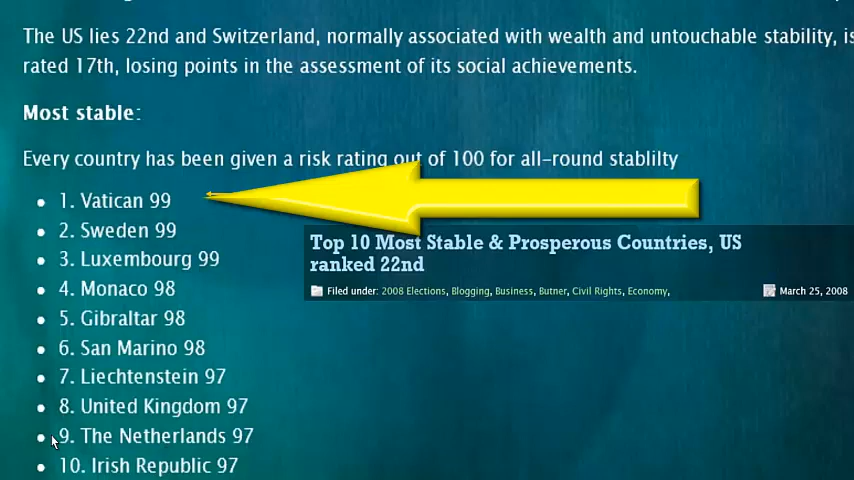 The US lies 22nd and Switzerland, normally associated with wealth and untouchable stability, is
rated 17th, losing points in the assessment of its social achievements.
Most stable:
Every country has been given a risk rating out of 100 for all-round stablilty
1. Vatican 99
2. Sweden 99
3. Luxembourg 99
4. Monaco 98
5. Gibraltar 98
6. San Marino 98
7. Liechtenstein 97
8. United Kingdom 97
9. The Netherlands 97
10. Irish Republic 97
Top 10 Most Stable & Prosperous Countries, US
ranked 22nd
Filed under: 2008 Elections, Blogging, Business, Butner, Civil Rights, Economy,
March 25, 2008